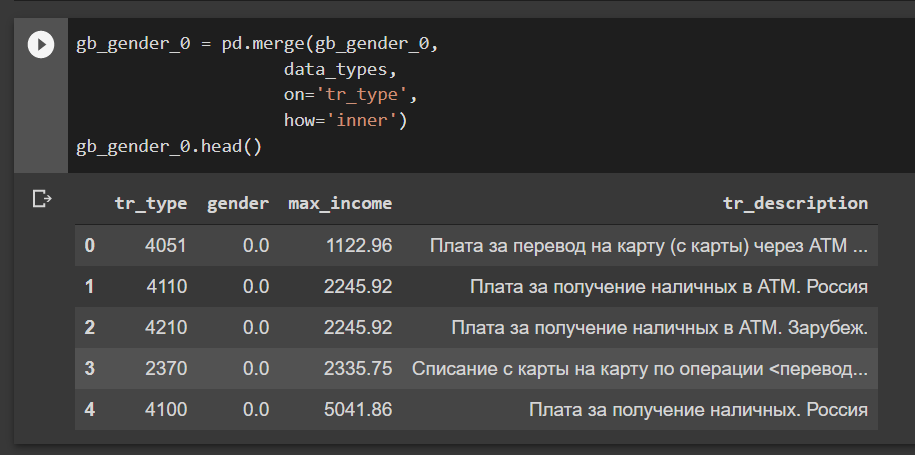 gb_gender_0 = pd.merge(gb_gender_0,
data_types,
on='tr_type',
how='inner')
gb_gender_0.head()
tr_type gender max_income tr_description
0 4051 0.0 1122.96 Плата за перевод на карту (с карты) через АТМ ...
1 4110 0.0 2245.92 Плата за получение наличных в АТМ. Россия
2 4210 0.0 2245.92 Плата за получение наличных в АТМ. Зарубеж.
3 2370 0.0 2335.75 Списание с карты на карту по операции <перевод...
4 4100 0.0 5041.86 Плата за получение наличных. Россия